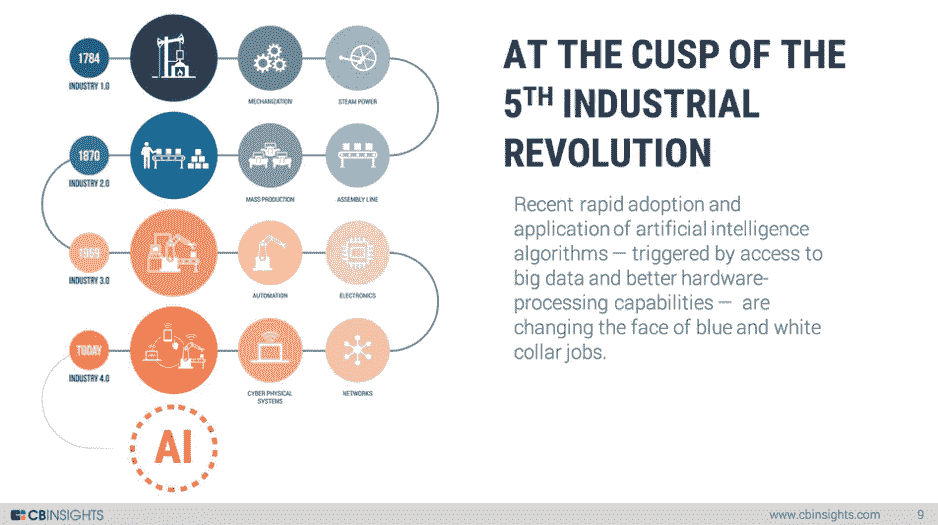 AT THE CUSP OF THE
5TH INDUSTRIAL
REVOLUTION
Recent rapid adoption and
application of artificial intelligence
algorithms — triggered by access to
big data and better hardware-
processing capabilities — are
changing the face of blue and white
collar jobs.
1784
INDUSTRY 1.0
MECHANIZATION
STEAM POWER
1870
INDUSTRY 2.0
MASS PRODUCTION
ASSEMBLY LINE
1969
INDUSTRY 3.0
AUTOMATION
ELECTRONICS
TODAY
INDUSTRY 4.0
CYBER PHYSICAL
SYSTEMS
NETWORKS
AI
CBINSIGHTS
www.cbinsights.com
9